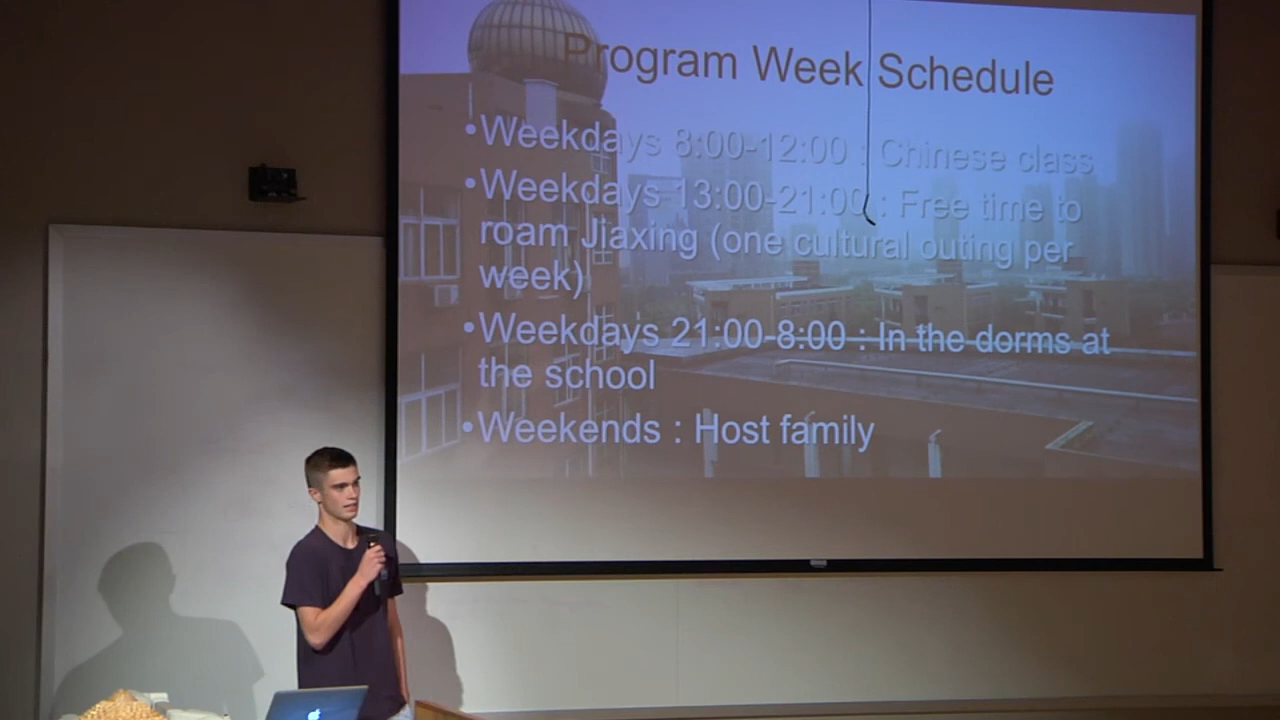 Program Week Schedule
•Weekdays 8:00-12:00 : Chinese class
•Weekdays 13:00-21:00 : Free time to
roam Jiaxing (one cultural outing per
week)
•Weekdays 21:00-8:00 : In the dorms at
the school
•Weekends : Host family